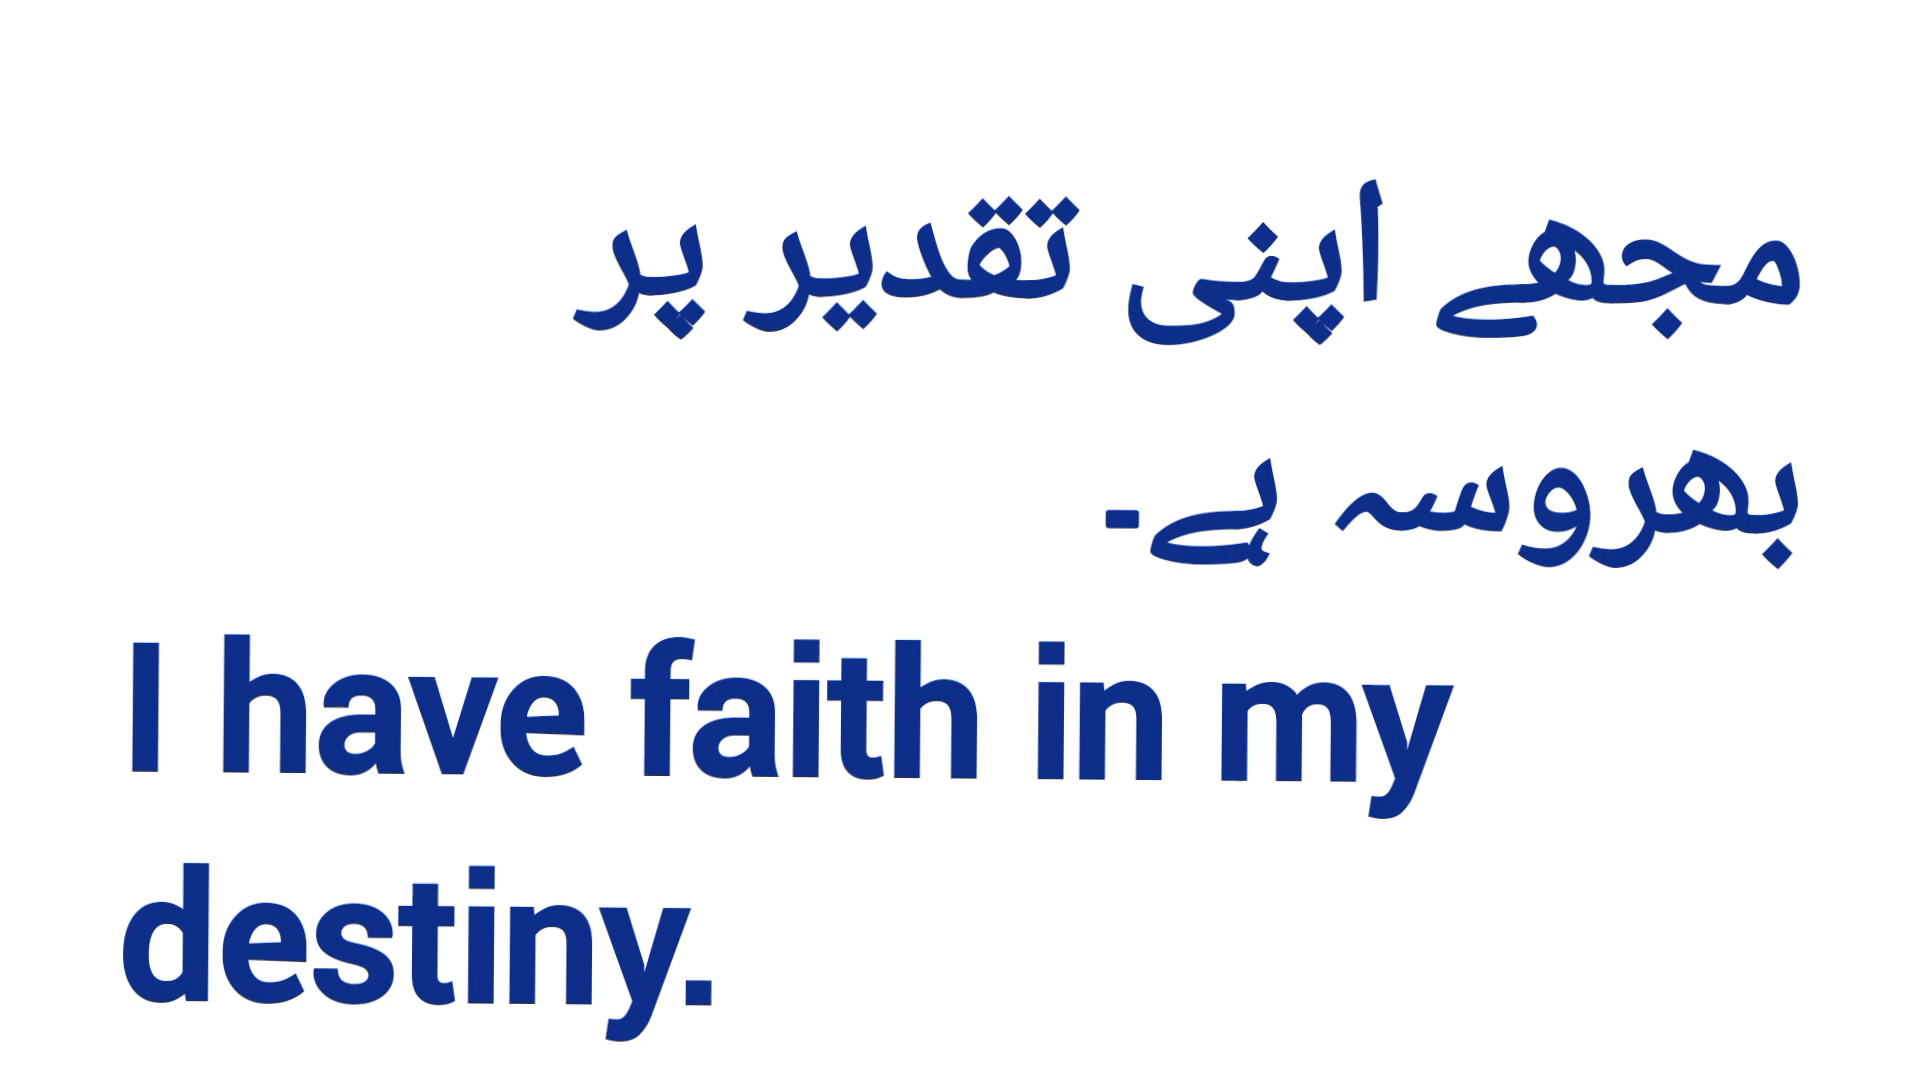 مجھے اپنی تقدیر پر
بھروسہ ہے۔
I have faith in my
destiny.